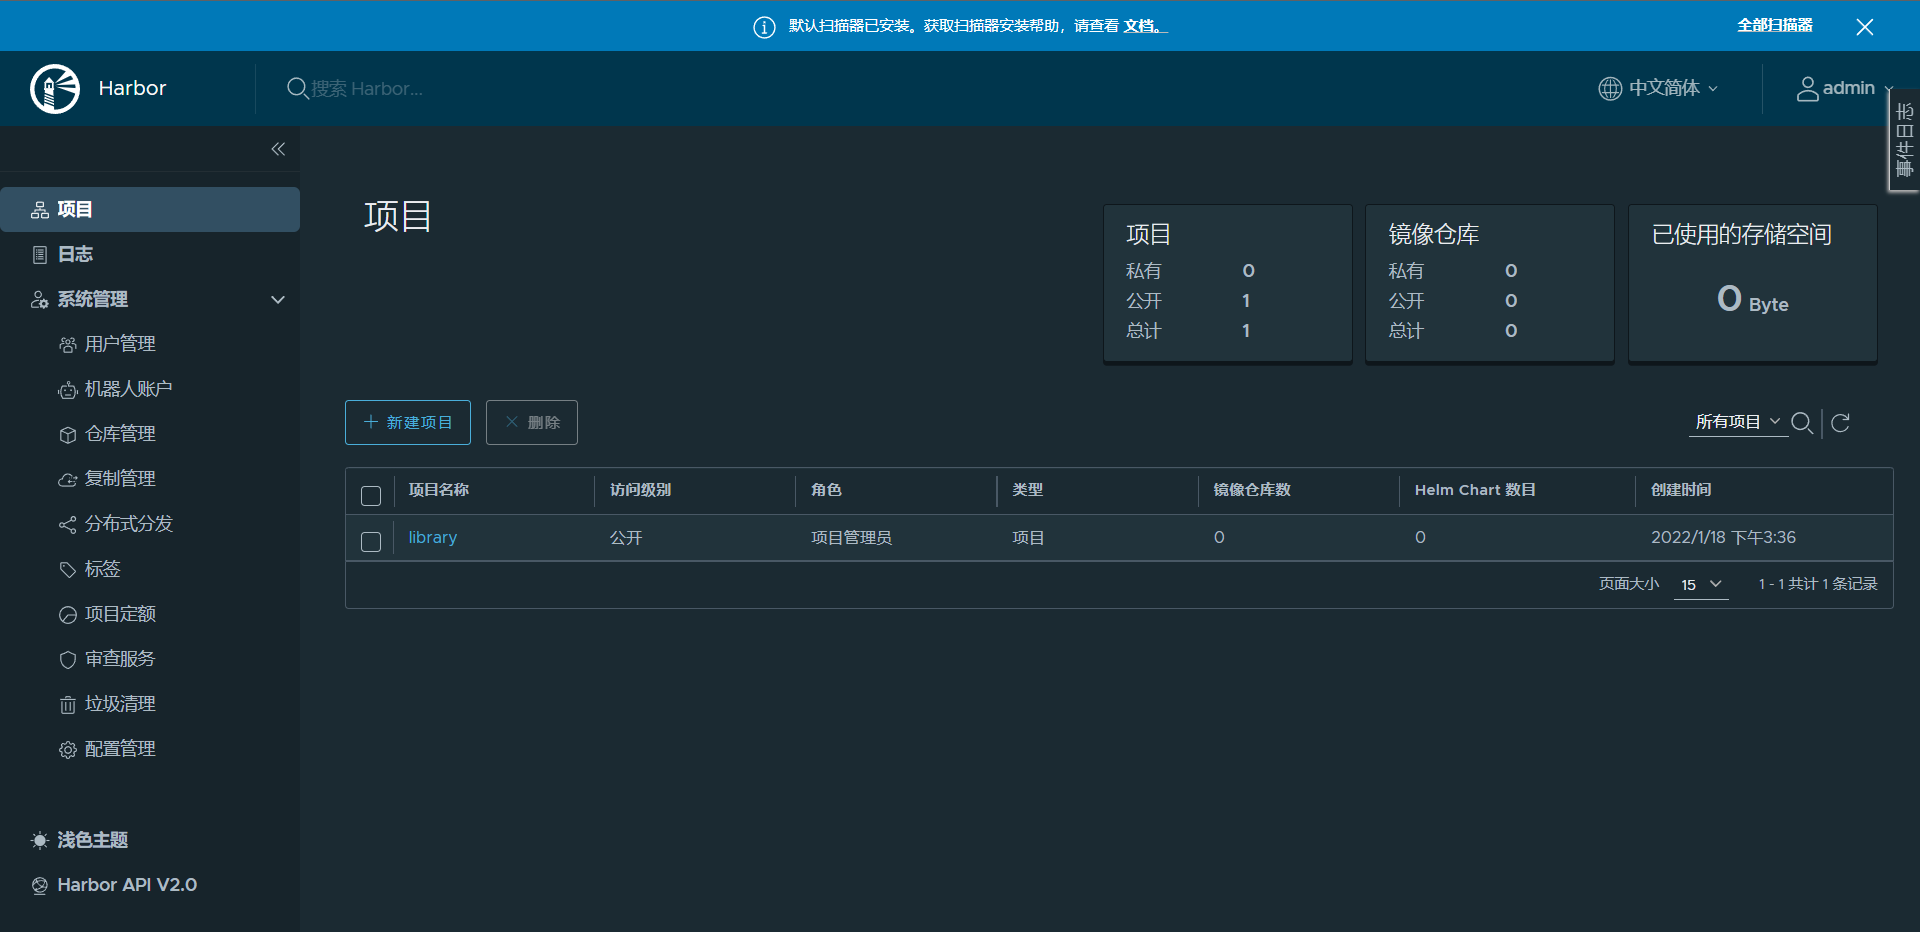 默认扫描器已安装。获取扫描器安装帮助，请查看 文档。
全部扫描器
Harbor
搜索 Harbor...
中文简体
admin
事件日志
项目
日志
系统管理
用户管理
机器人账户
仓库管理
复制管理
分布式分发
标签
项目定额
审查服务
垃圾清理
配置管理
浅色主题
Harbor API V2.0
项目
项目
私有 0
公开 1
总计 1
镜像仓库
私有 0
公开 0
总计 0
已使用的存储空间
0 Byte
新建项目
删除
所有项目
项目名称 访问级别 角色 类型 镜像仓库数 Helm Chart 数目 创建时间
library 公开 项目管理员 项目 0 0 2022/1/18 下午3:36
页面大小 15 1 - 1 共计 1 条记录